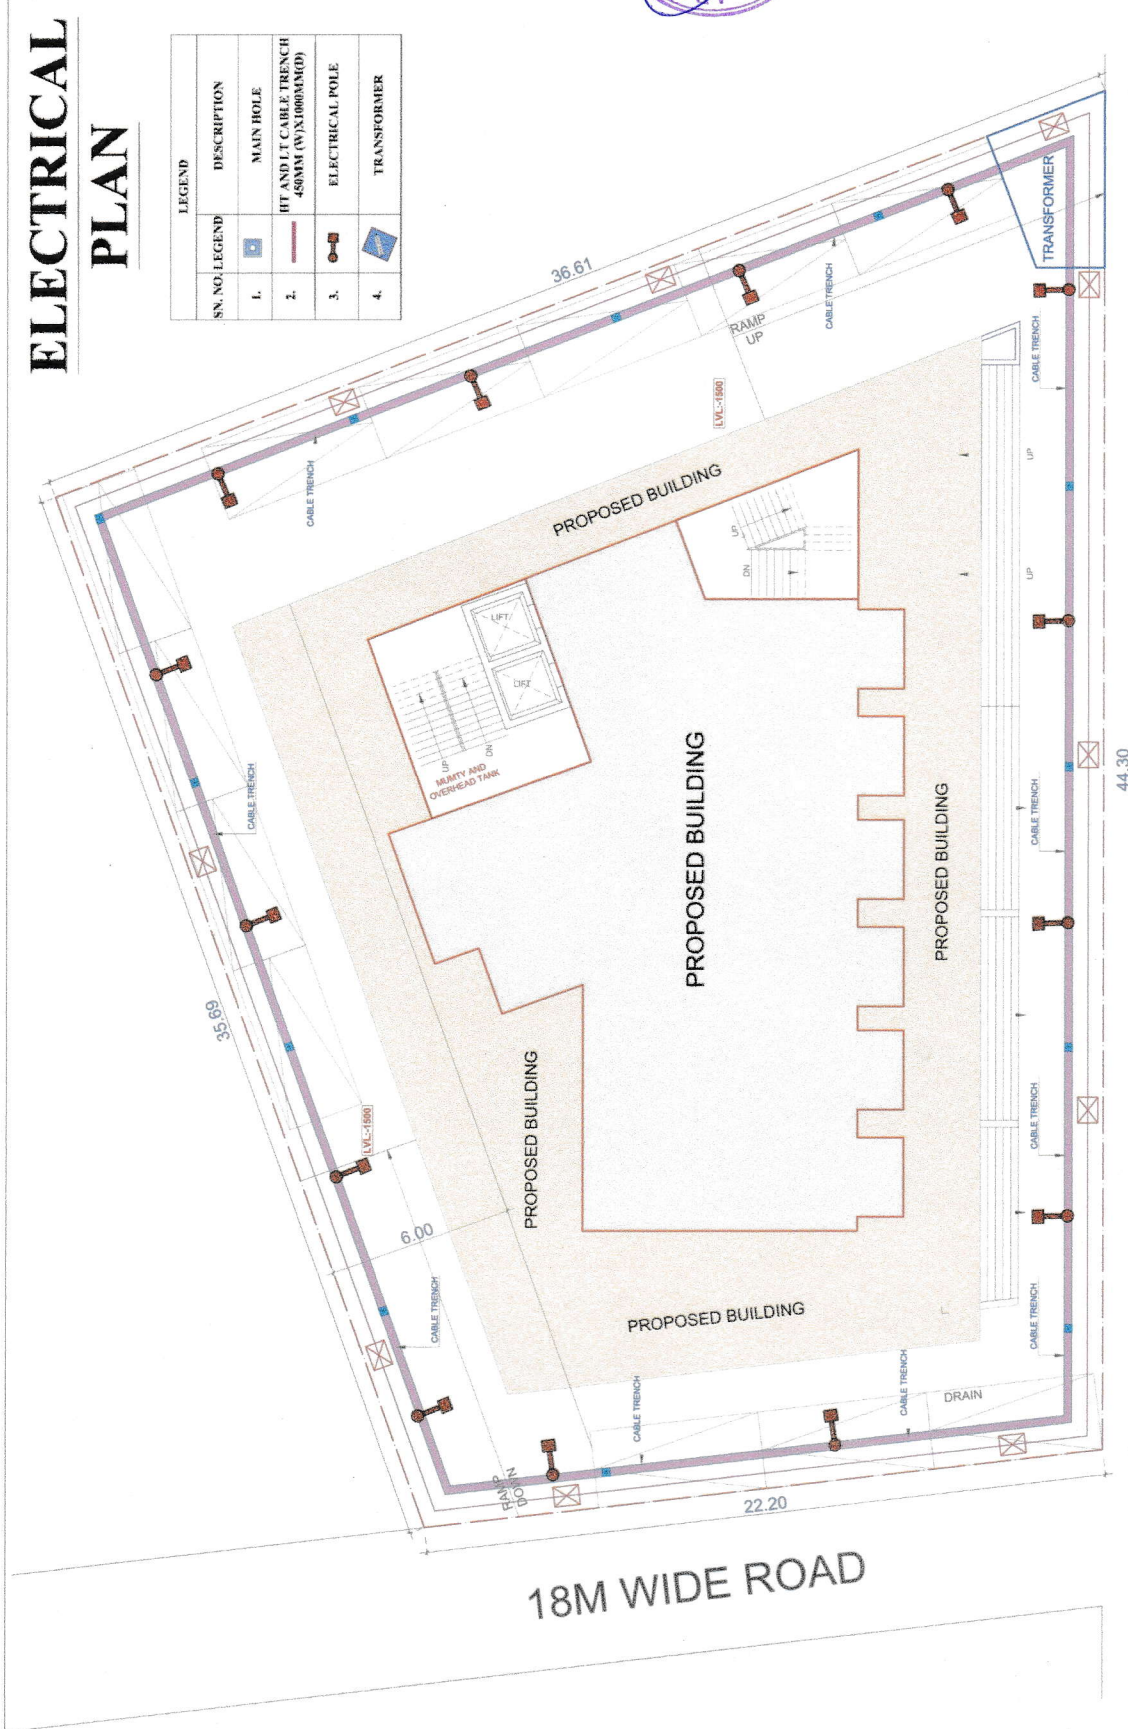 ELECTRICAL
PLAN
LEGEND
SN. NO. LEGEND DESCRIPTION
1. MAIN HOLE
2. HT AND LT CABLE TRENCH
450MM (W)X1000MM(D)
3. ELECTRICAL POLE
4. TRANSFORMER
36.61
TRANSFORMER
RAMP
UP
CABLE TRENCH
CABLE TRENCH
LVL:-1500
CABLE TRENCH
PROPOSED BUILDING
UP
DN
UP
UP
LIFT
LIFT
UP
DN
MUMTY AND
OVERHEAD TANK
CABLE TRENCH
PROPOSED BUILDING
PROPOSED BUILDING
CABLE TRENCH
44.30
35.69
PROPOSED BUILDING
LVL:-1500
CABLE TRENCH
6.00
CABLE TRENCH
PROPOSED BUILDING
CABLE TRENCH
CABLE TRENCH
CABLE TRENCH
DRAIN
RAMP
DOWN
22.20
18M WIDE ROAD